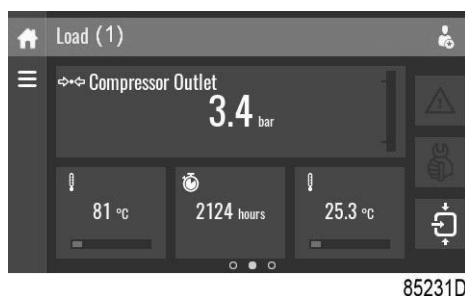 Load (1)
Compressor Outlet
3.4 bar
81 °C
2124 hours
25.3 °C
85231D